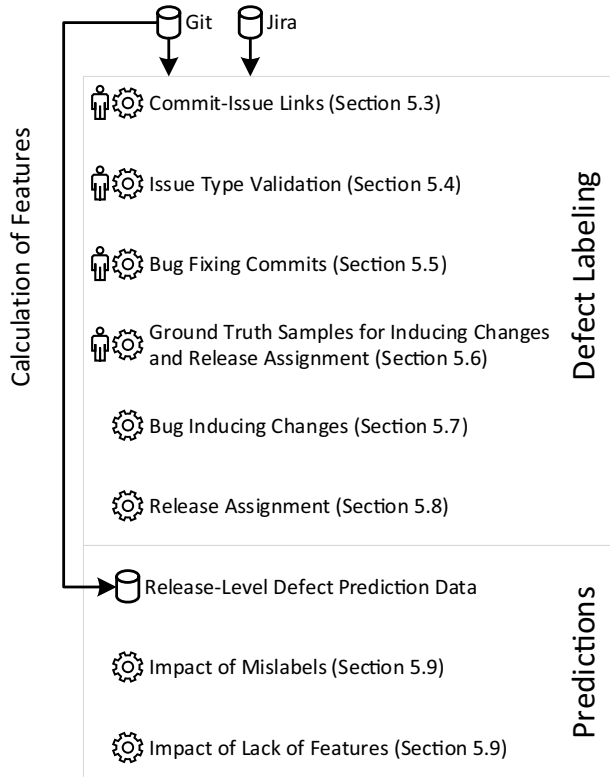 Git
Jira
Calculation of Features
Defect Labeling
Commit-Issue Links (Section 5.3)
Issue Type Validation (Section 5.4)
Bug Fixing Commits (Section 5.5)
Ground Truth Samples for Inducing Changes
and Release Assignment (Section 5.6)
Bug Inducing Changes (Section 5.7)
Release Assignment (Section 5.8)
Predictions
Release-Level Defect Prediction Data
Impact of Mislabels (Section 5.9)
Impact of Lack of Features (Section 5.9)